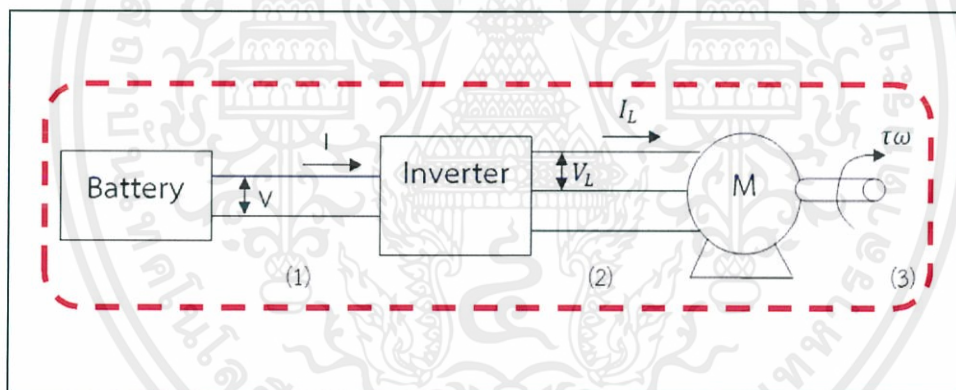 I_L
I
τω
Battery
V
Inverter
V_L
M
(1)
(2)
(3)